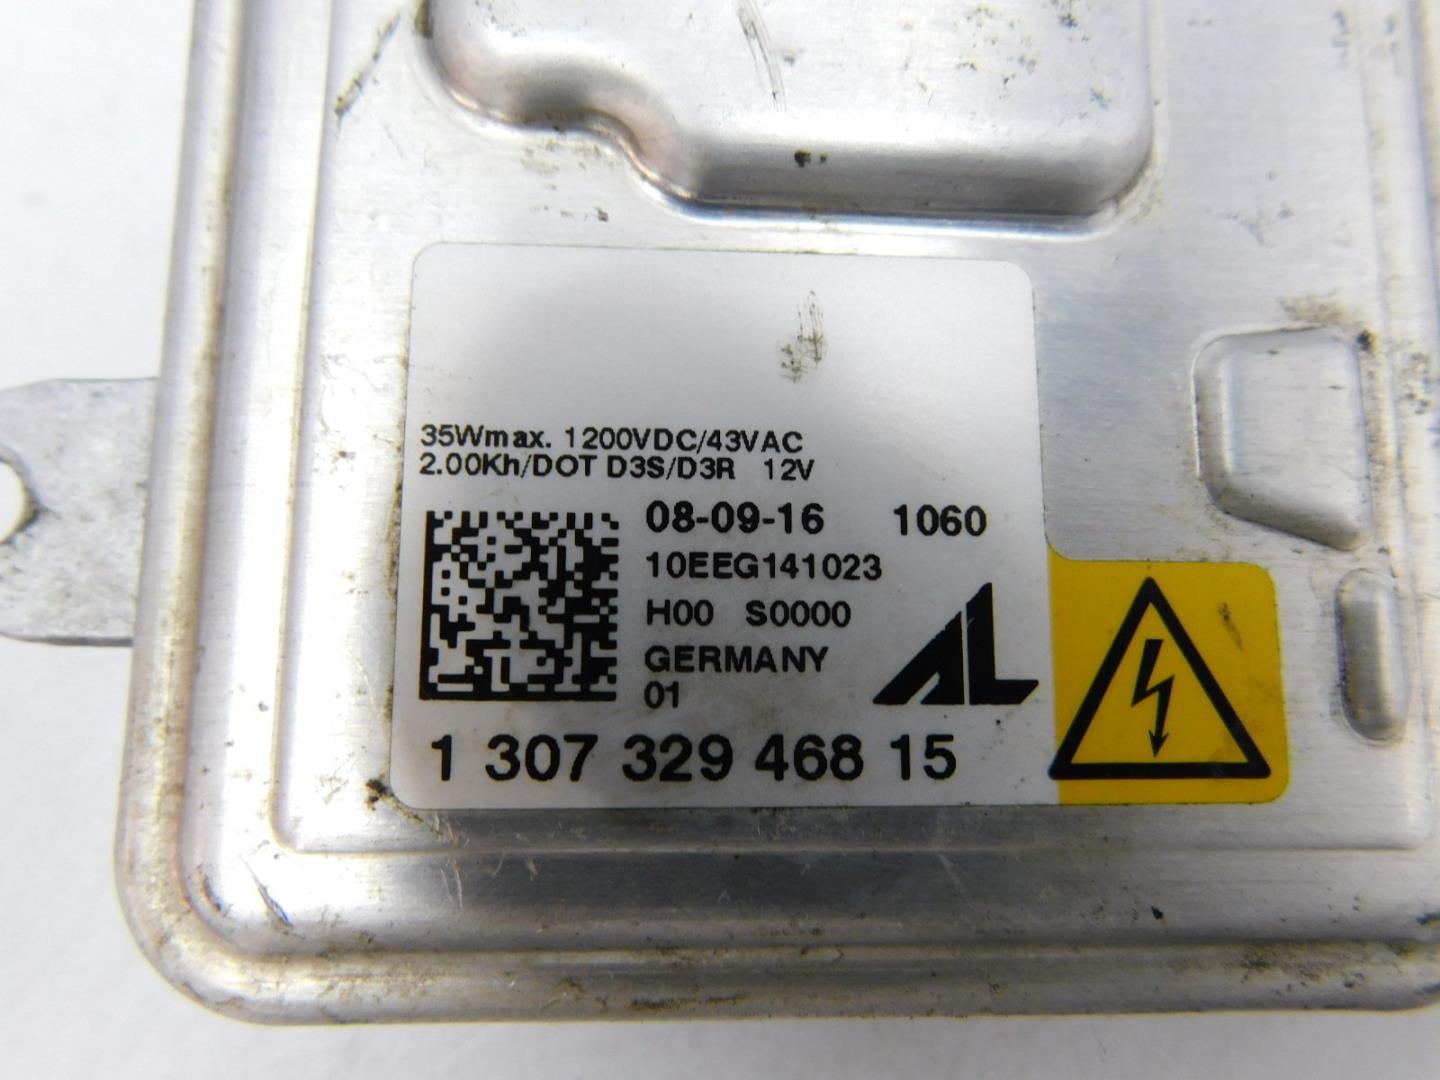 35Wmax. 1200VDC/43VAC
2.00Kh/DOT D3S/D3R 12V
08-09-16 1060
10EEG141023
H00 S0000
GERMANY
01
AL
1 307 329 468 15